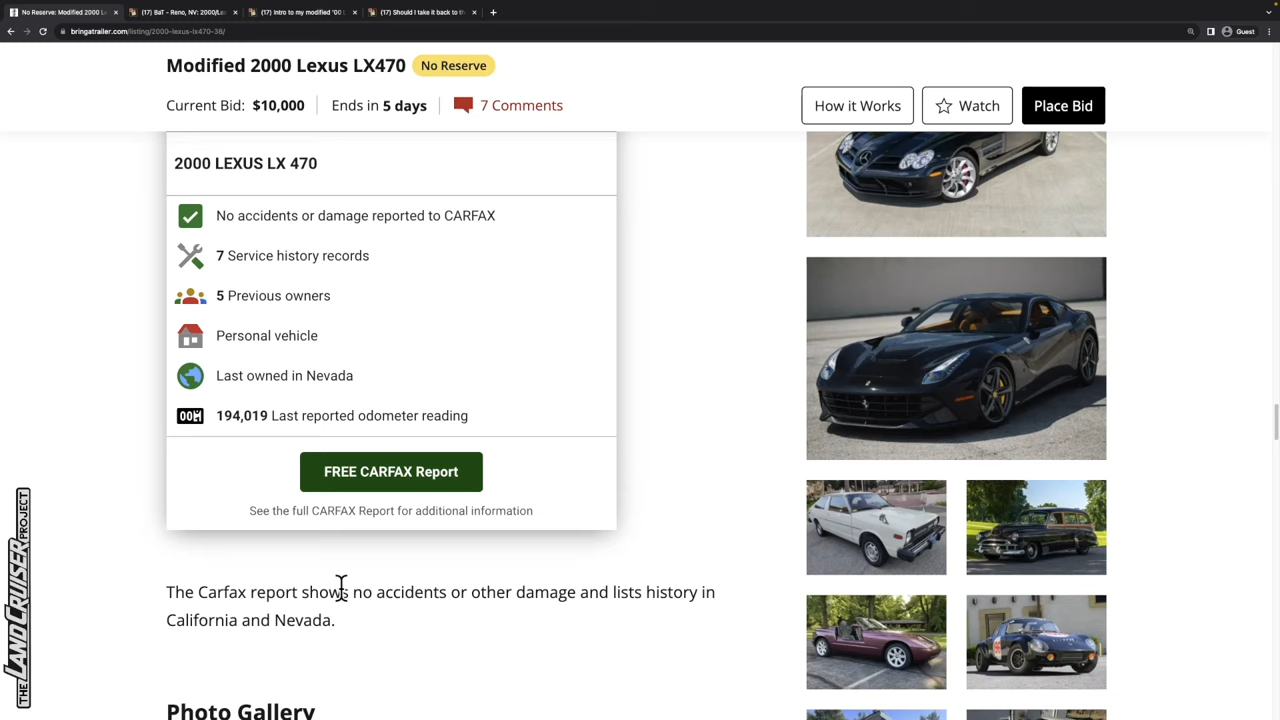 No Reserve: Modified 2000 L
(17) BaT - Reno, NV: 2000/Le
(17) Intro to my modified '00 L
(17) Should I take it back to th
bringatrailer.com/listing/2000-lexus-lx470-38/
Guest
Modified 2000 Lexus LX470 No Reserve
Current Bid: $10,000 Ends in 5 days 7 Comments
How it Works Watch Place Bid
2000 LEXUS LX 470
No accidents or damage reported to CARFAX
7 Service history records
5 Previous owners
Personal vehicle
Last owned in Nevada
194,019 Last reported odometer reading
FREE CARFAX Report
See the full CARFAX Report for additional information
The Carfax report shows no accidents or other damage and lists history in
California and Nevada.
Photo Gallery
THE LAND CRUISER PROJECT